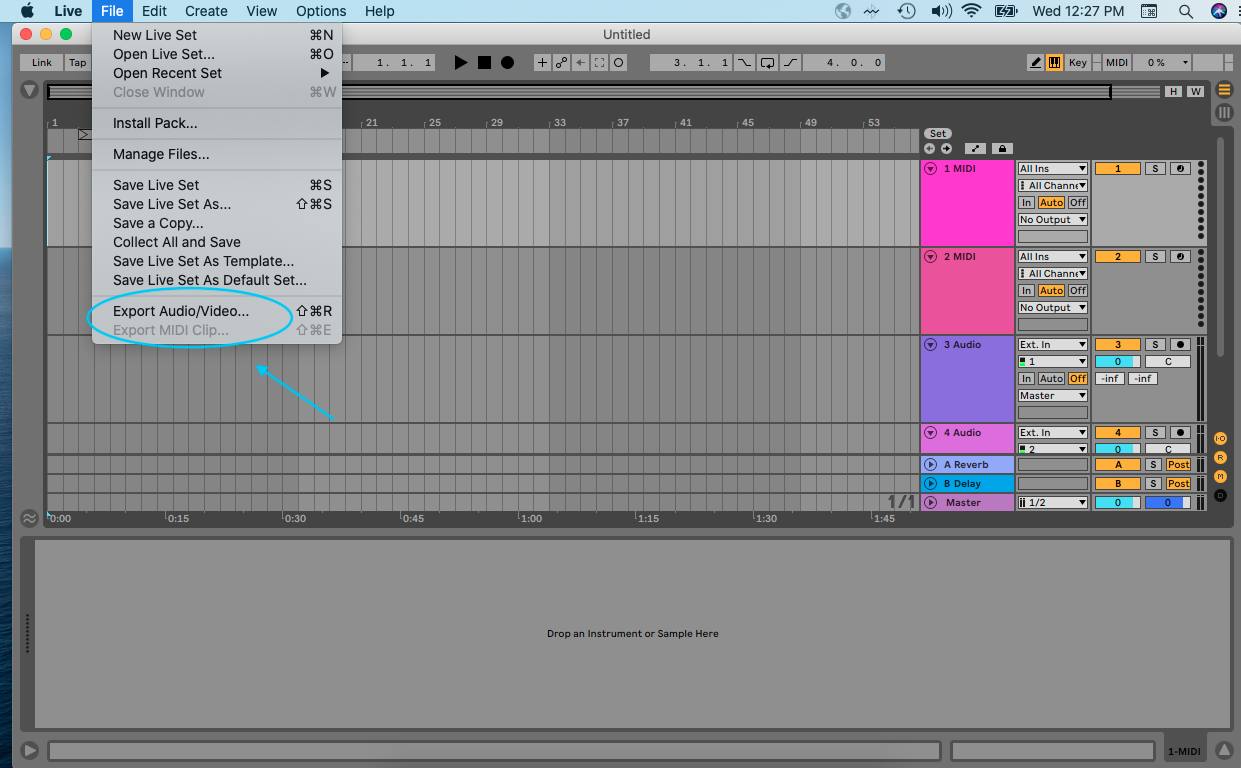 Live File Edit Create View Options Help Wed 12:27 PM
Untitled
New Live Set ⌘N
Open Live Set... ⌘O
Open Recent Set ▶
Close Window ⌘W
Install Pack...
Manage Files...
Save Live Set ⌘S
Save Live Set As... ⇧⌘S
Save a Copy...
Collect All and Save
Save Live Set As Template...
Save Live Set As Default Set...
Export Audio/Video... ⇧⌘R
Export MIDI Clip... ⇧⌘E
Link Tap 1. 1. 1 3. 1. 1 4. 0. 0 Key MIDI 0 %
H W
1 21 25 29 33 37 41 45 49 53
Set
1 MIDI All Ins 1 S
All Channe
In Auto Off
No Output
2 MIDI All Ins 2 S
All Channe
In Auto Off
No Output
3 Audio Ext. In 3 S
1 0 C
In Auto Off -inf -inf
Master
4 Audio Ext. In 4 S
2 0 C
A Reverb A S Post
B Delay B S Post
1/1 Master 1/2 0 0
0:00 0:15 0:30 0:45 1:00 1:15 1:30 1:45
I·O
R
M
D
Drop an Instrument or Sample Here
1-MIDI